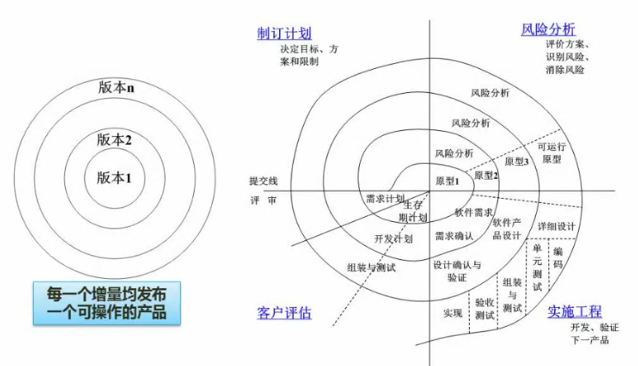 版本n
版本2
版本1
每一个增量均发布
一个可操作的产品
制订计划
决定目标、方
案和限制
风险分析
评价方案、
识别风险、
消除风险
风险分析
风险分析
风险分析
原型1
原型2
原型3
可运行
原型
提交线
评 审
需求计划
生存
期计划
开发计划
组装与测试
软件需求
需求确认
软件产
品设计
详细设计
设计确认与
验证
实现
验收
测试
组装
与
测试
单
元
测
试
编
码
客户评估
实施工程
开发、验证
下一产品